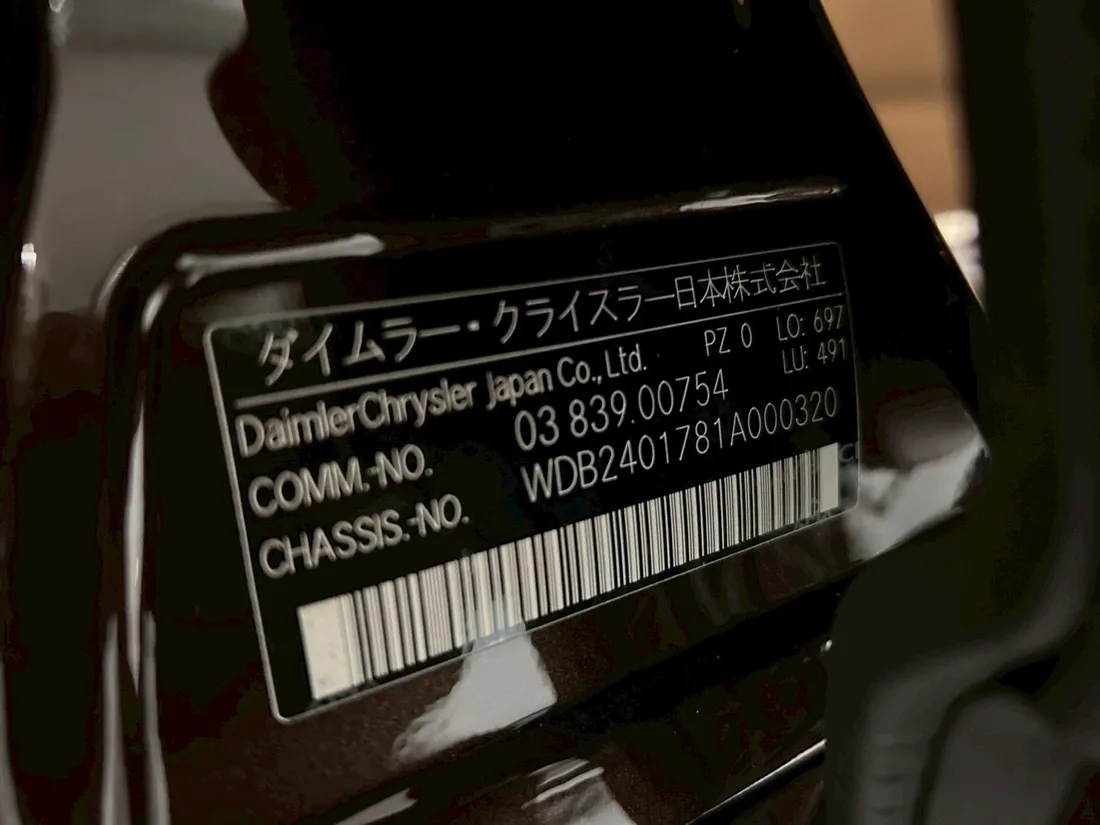 ダイムラー・クライスラー日本株式会社
DaimlerChrysler Japan Co., Ltd. PZ 0 LO: 697
LU: 491
COMM.-NO. 03 839.00754
CHASSIS.-NO. WDB2401781A000320